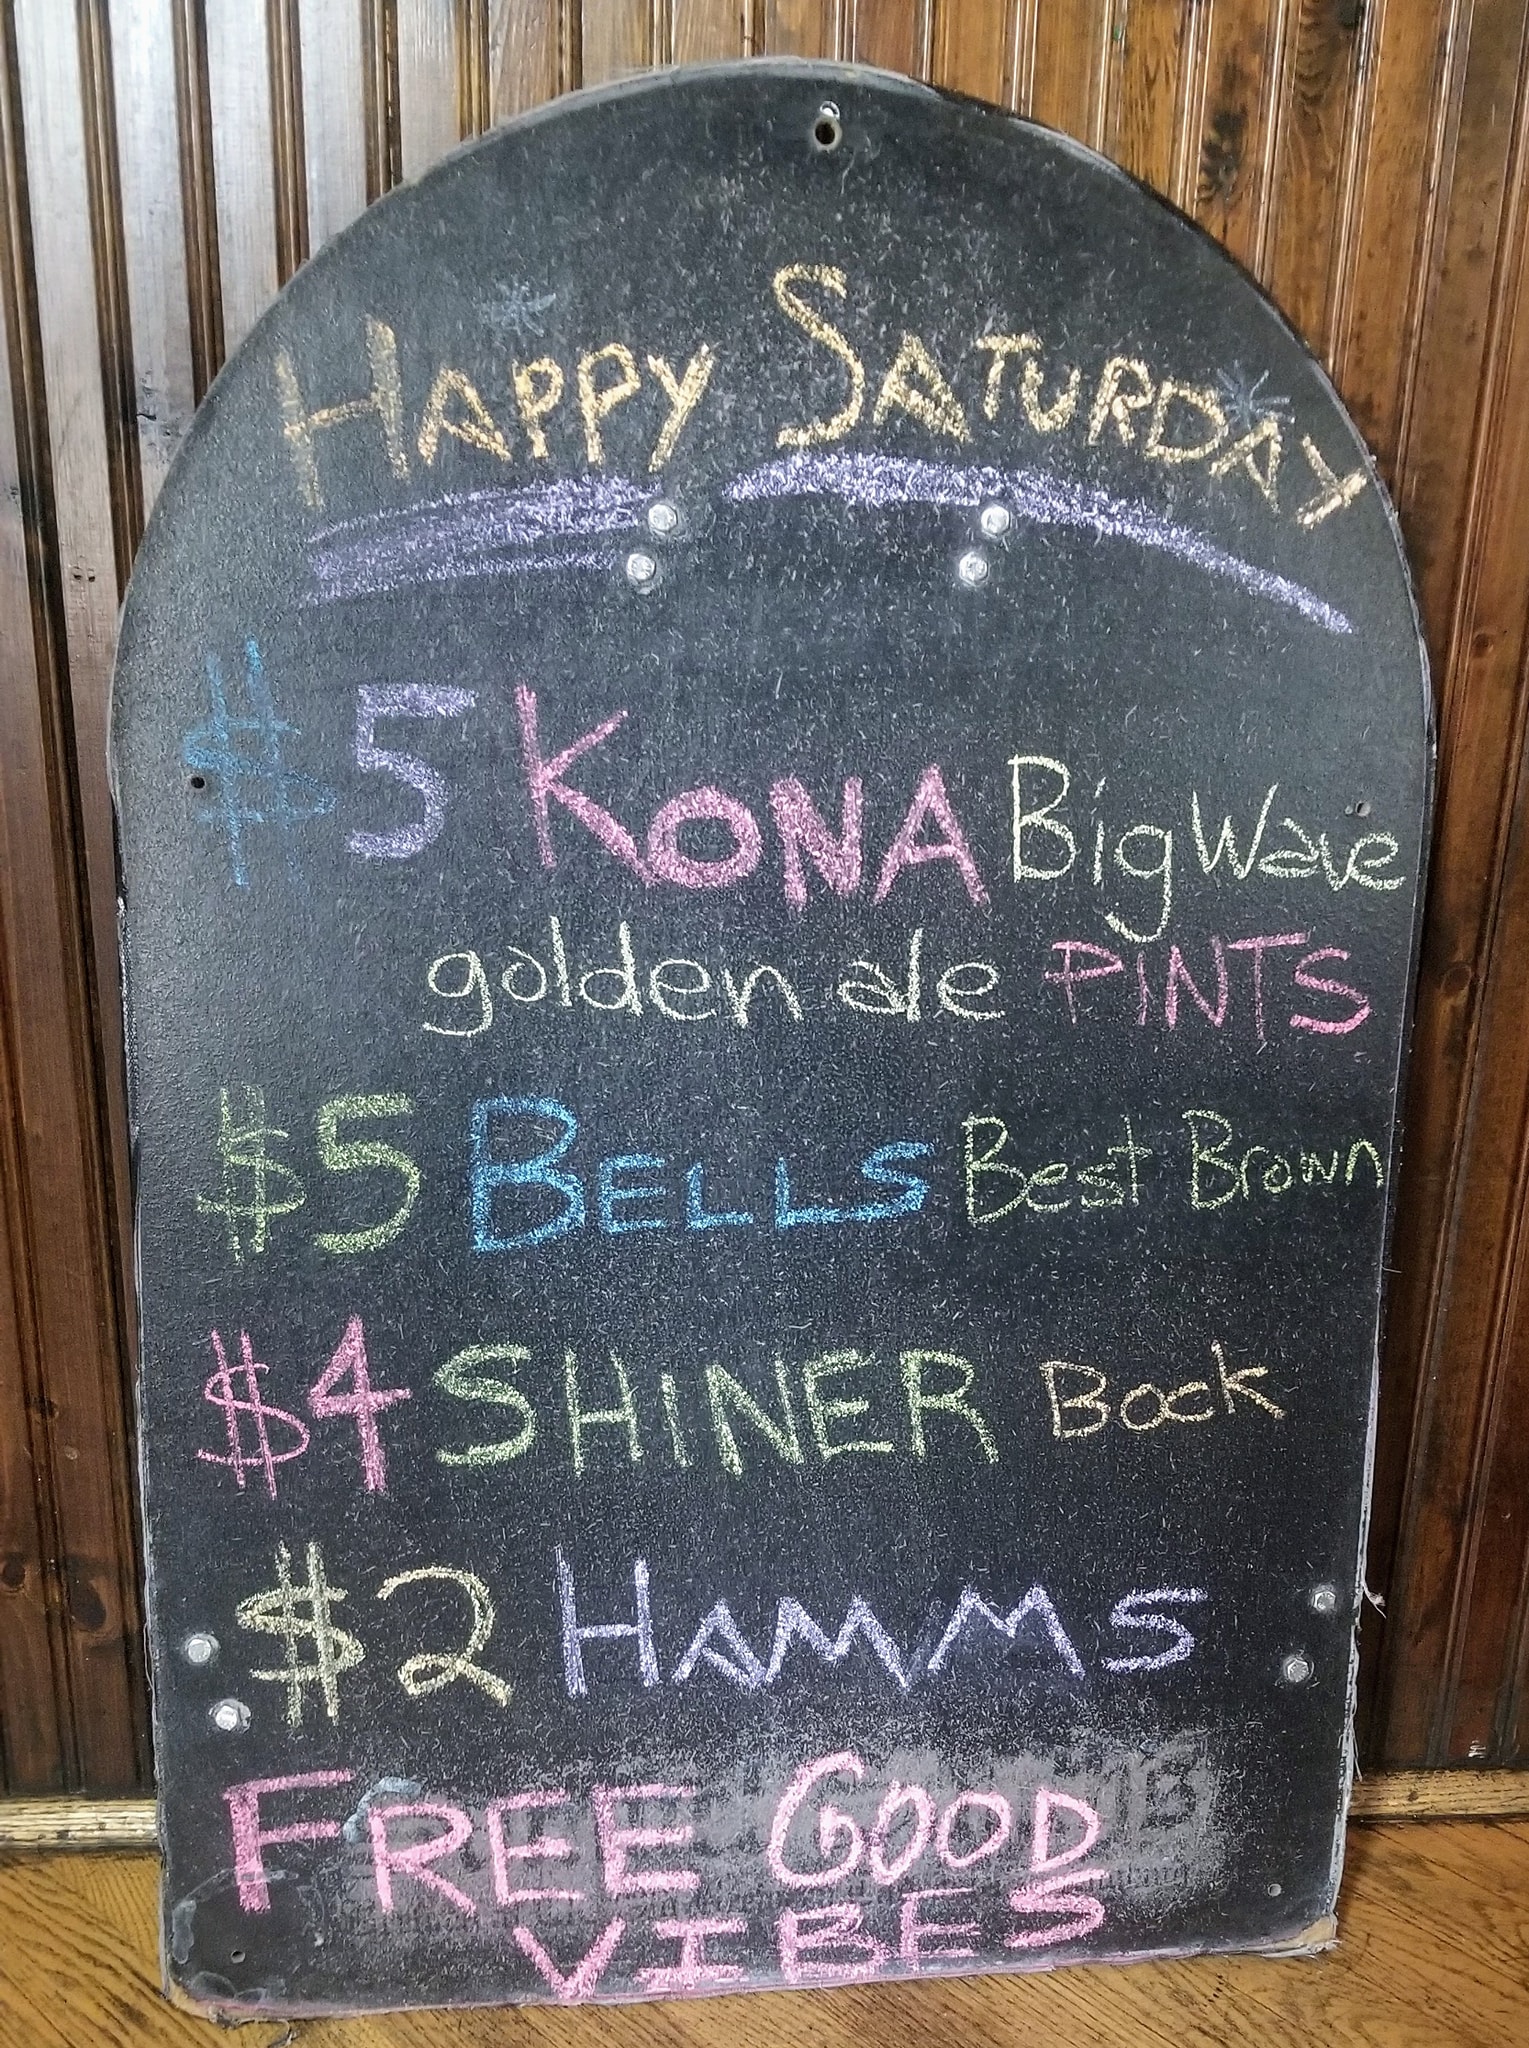 HAPPY SATURDAY
$5 KONA Big Wave
golden ale PINTS
$5 BELLS Best Brown
$4 SHINER Bock
$2 HAMMS
FREE GOOD
VIBES